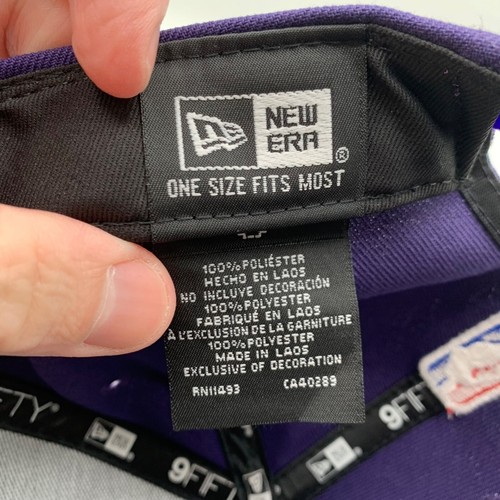 NEW
ERA
®
ONE SIZE FITS MOST
100% POLIÉSTER
HECHO EN LAOS
NO INCLUYE DECORACIÓN
100% POLYESTER
FABRIQUÉ EN LAOS
À L'EXCLUSION DE LA GARNITURE
100% POLYESTER
MADE IN LAOS
EXCLUSIVE OF DECORATION
RN11493 CA40289
FTY
9FIFTY
9FIF